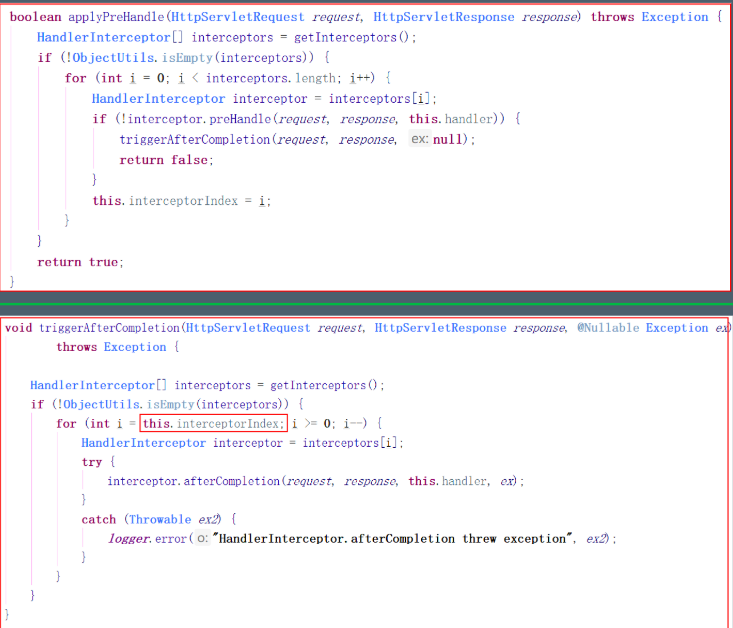 boolean applyPreHandle(HttpServletRequest request, HttpServletResponse response) throws Exception {
HandlerInterceptor[] interceptors = getInterceptors();
if (!ObjectUtils.isEmpty(interceptors)) {
for (int i = 0; i < interceptors.length; i++) {
HandlerInterceptor interceptor = interceptors[i];
if (!interceptor.preHandle(request, response, this.handler)) {
triggerAfterCompletion(request, response, ex: null);
return false;
}
this.interceptorIndex = i;
}
}
return true;
}
void triggerAfterCompletion(HttpServletRequest request, HttpServletResponse response, @Nullable Exception ex)
throws Exception {
HandlerInterceptor[] interceptors = getInterceptors();
if (!ObjectUtils.isEmpty(interceptors)) {
for (int i = this.interceptorIndex; i >= 0; i--) {
HandlerInterceptor interceptor = interceptors[i];
try {
interceptor.afterCompletion(request, response, this.handler, ex);
}
catch (Throwable ex2) {
logger.error( o: "HandlerInterceptor.afterCompletion threw exception", ex2);
}
}
}
}